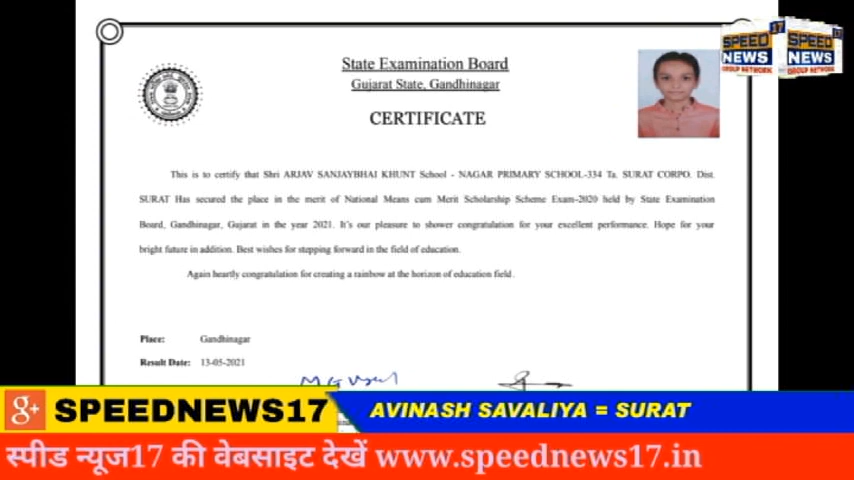 State Examination Board
Gujarat State, Gandhinagar
CERTIFICATE
This is to certify that Shri ARJAV SANJAYBHAI KHUNT School - NAGAR PRIMARY SCHOOL-334 Ta. SURAT CORPO. Dist.
SURAT Has secured the place in the merit of National Means cum Merit Scholarship Scheme Exam-2020 held by State Examination
Board, Gandhinagar, Gujarat in the year 2021. It's our pleasure to shower congratulation for your excellent performance. Hope for your
bright future in addition. Best wishes for stepping forward in the field of education.
Again heartly congratulation for creating a rainbow at the horizon of education field.
Place: Gandhinagar
Result Date: 13-05-2021
17
SPEED SPEED
NEWS NEWS
GROUP NETWORK GROUP NETWORK
g+ SPEEDNEWS17
AVINASH SAVALIYA = SURAT
स्पीड न्यूज17 की वेबसाइट देखें www.speednews17.in